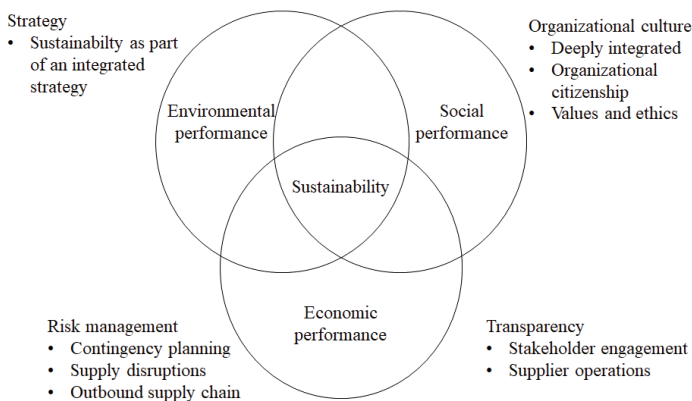 Strategy
• Sustainabilty as part
of an integrated
strategy
Organizational culture
• Deeply integrated
• Organizational
citizenship
• Values and ethics
Environmental
performance
Social
performance
Sustainability
Economic
performance
Risk management
• Contingency planning
• Supply disruptions
• Outbound supply chain
Transparency
• Stakeholder engagement
• Supplier operations